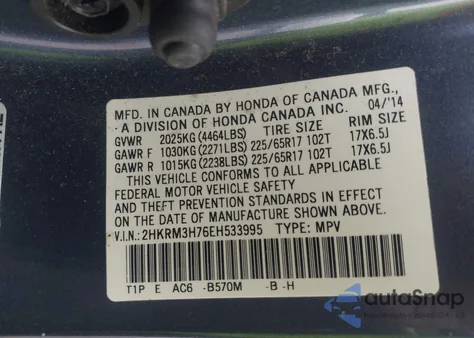 MFD. IN CANADA BY HONDA OF CANADA MFG.,
- A DIVISION OF HONDA CANADA INC. 04/'14
GVWR 2025KG (4464LBS) TIRE SIZE RIM SIZE
GAWR F 1030KG (2271LBS) 225/65R17 102T 17X6.5J
GAWR R 1015KG (2238LBS) 225/65R17 102T 17X6.5J
THIS VEHICLE CONFORMS TO ALL APPLICABLE
FEDERAL MOTOR VEHICLE SAFETY
AND THEFT PREVENTION STANDARDS IN EFFECT
ON THE DATE OF MANUFACTURE SHOWN ABOVE.
V.I.N.: 2HKRM3H76EH533995 TYPE: MPV
T1P E AC6 -B570M -B -H
autoSnap